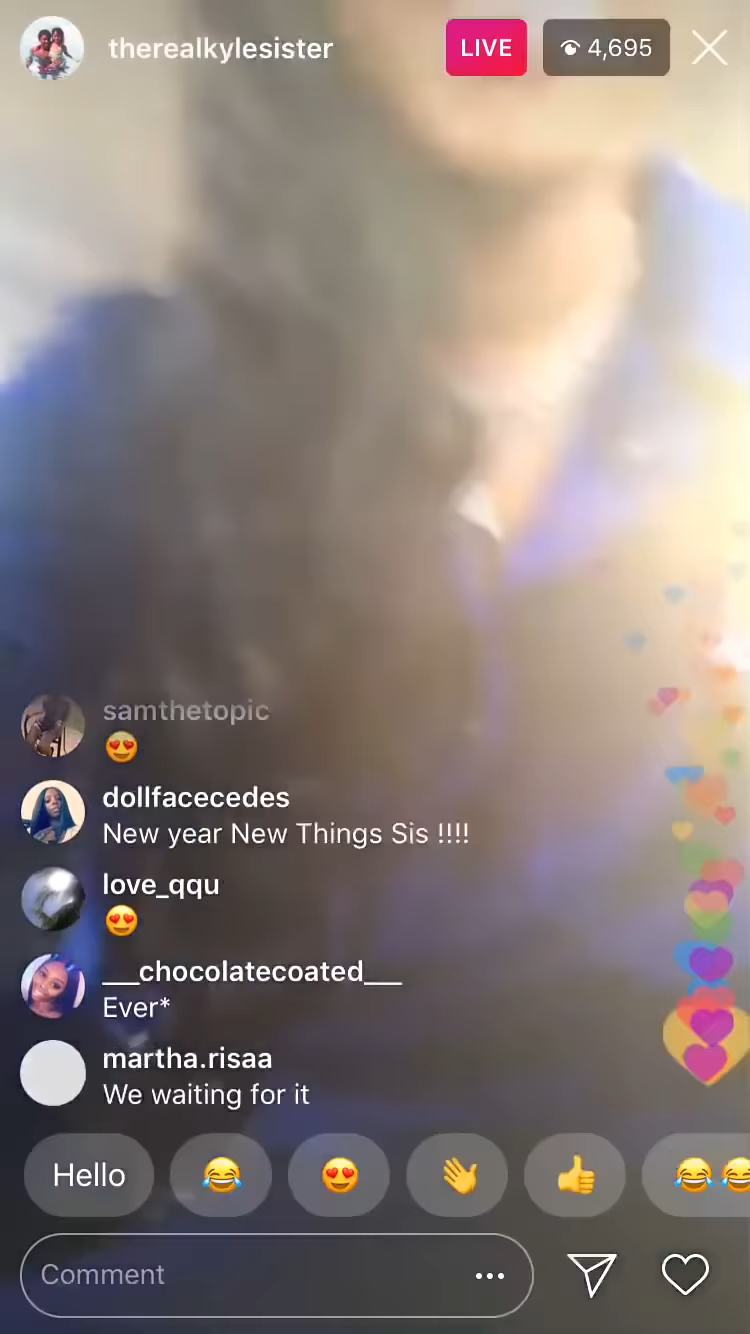 therealkylesister
LIVE
4,695
samthetopic
😍
dollfacecedes
New year New Things Sis !!!!
love_qqu
😍
___chocolatecoated___
Ever*
martha.risaa
We waiting for it
Hello 😂 😍 👋 👍 😂😂
Comment